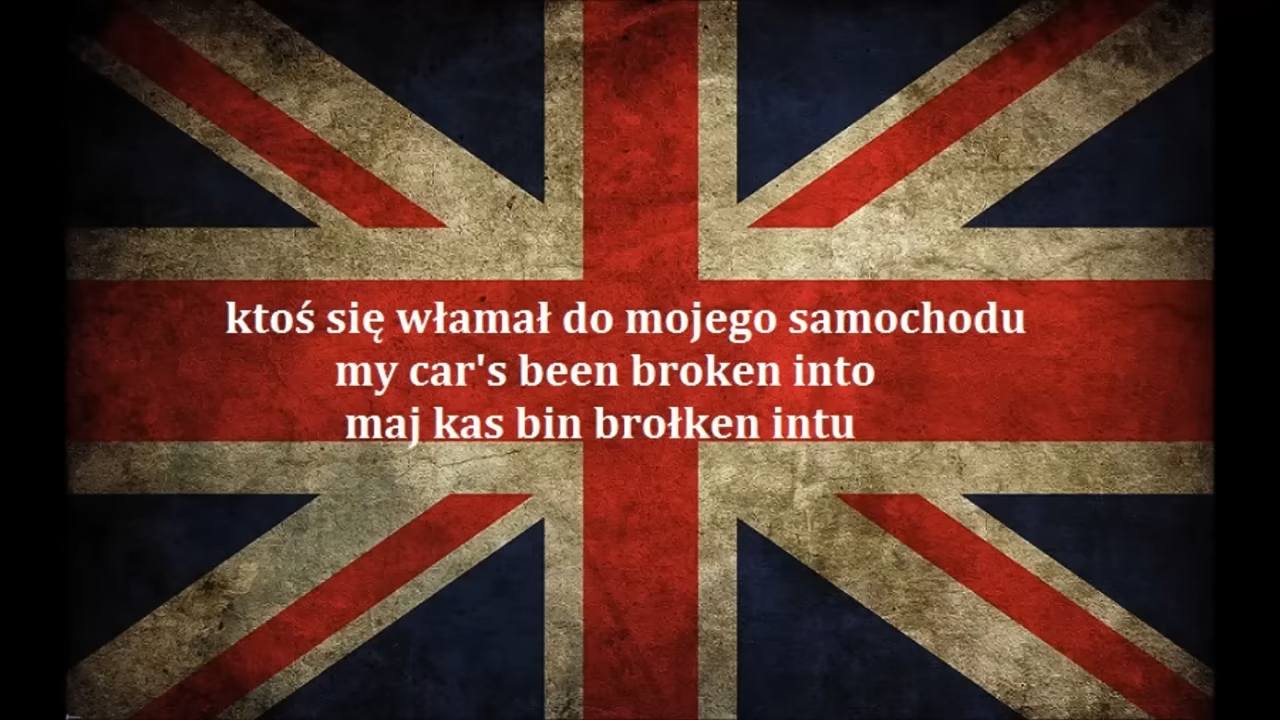 ktoś się włamał do mojego samochodu
my car's been broken into
maj kas bin brołken intu